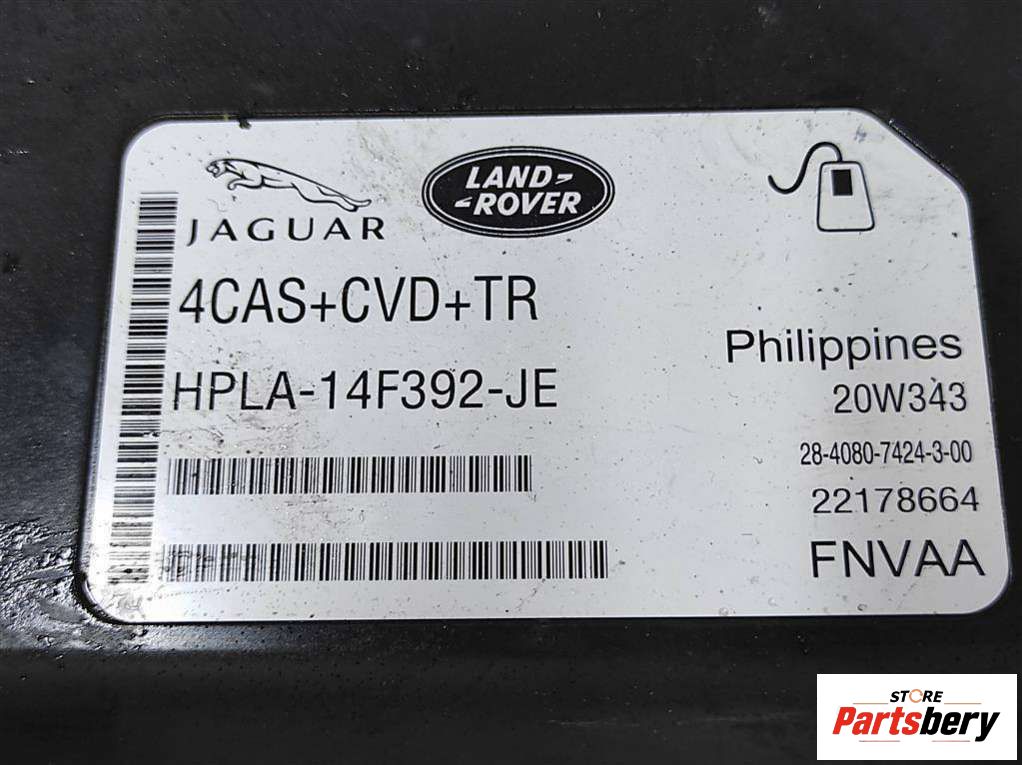 JAGUAR
LAND-
-ROVER
4CAS+CVD+TR
HPLA-14F392-JE
Philippines
20W343
28-4080-7424-3-00
22178664
FNVAA
STORE
Partsbery